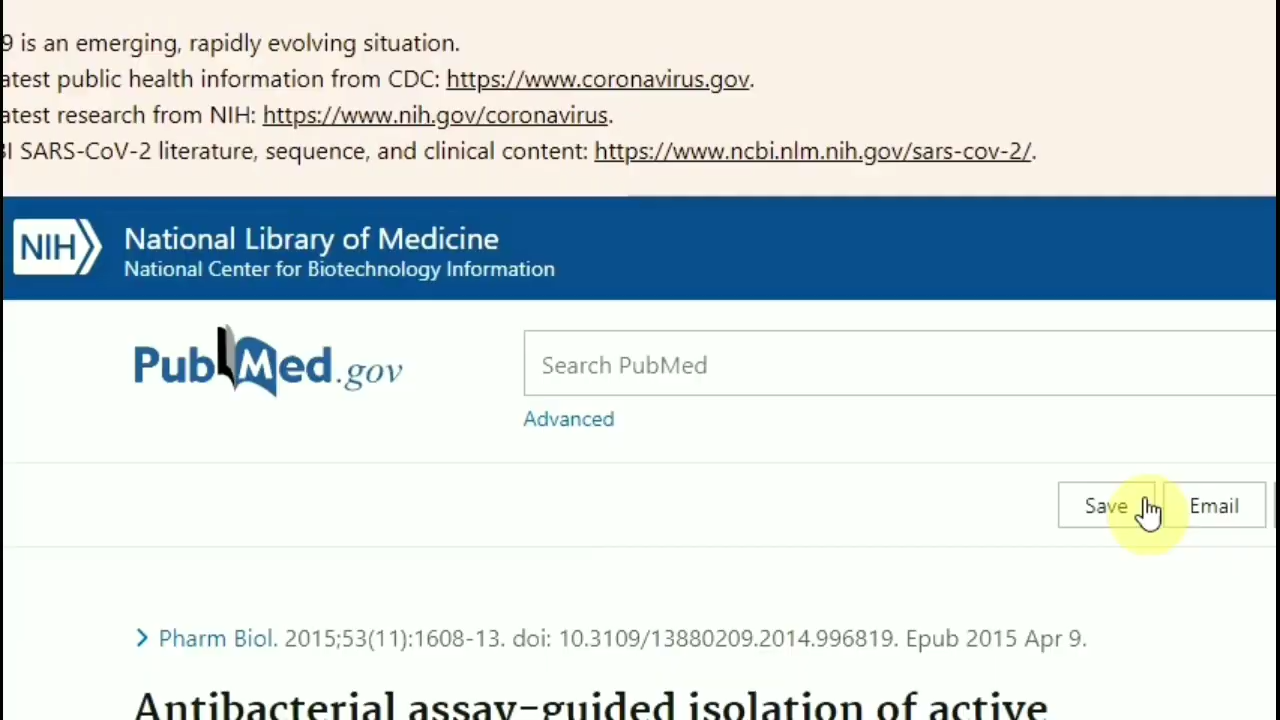 9 is an emerging, rapidly evolving situation.
atest public health information from CDC: https://www.coronavirus.gov.
atest research from NIH: https://www.nih.gov/coronavirus.
BI SARS-CoV-2 literature, sequence, and clinical content: https://www.ncbi.nlm.nih.gov/sars-cov-2/.
NIH National Library of Medicine
National Center for Biotechnology Information
PubMed.gov
Search PubMed
Advanced
Save Email
Pharm Biol. 2015;53(11):1608-13. doi: 10.3109/13880209.2014.996819. Epub 2015 Apr 9.
Antibacterial assay-guided isolation of active